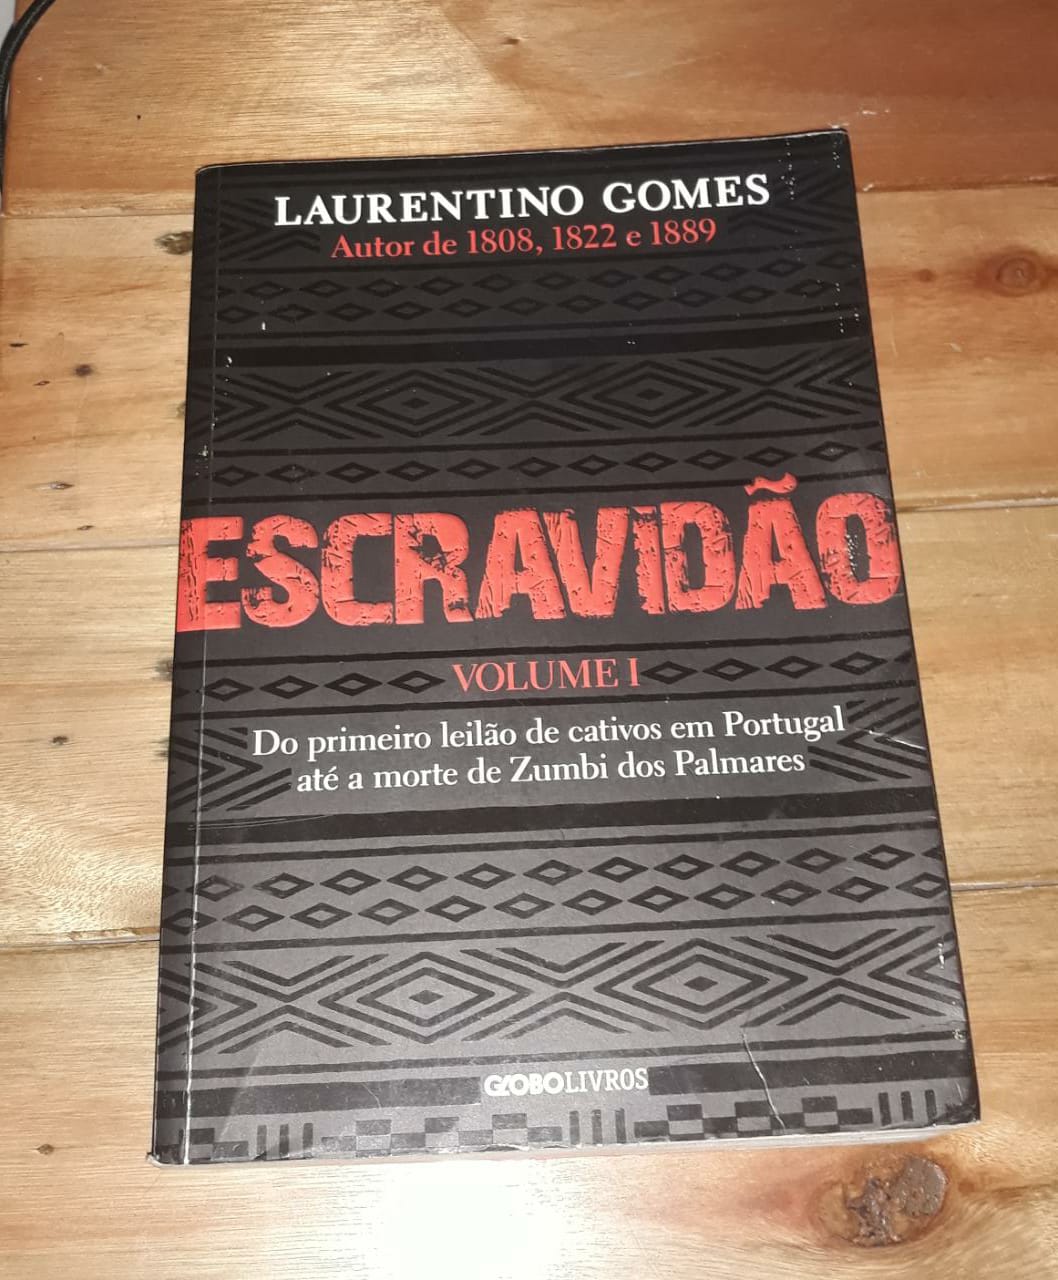 LAURENTINO GOMES
Autor de 1808, 1822 e 1889
ESCRAVIDÃO
VOLUME I
Do primeiro leilão de cativos em Portugal
até a morte de Zumbi dos Palmares
GLOBOLIVROS